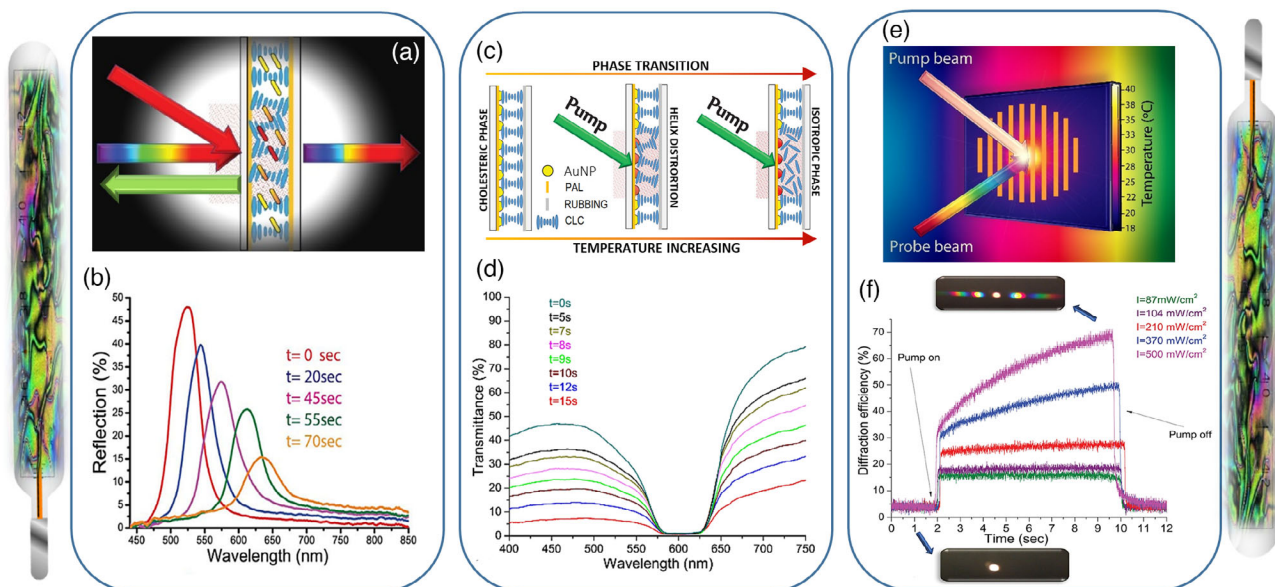 (a)
(b)
Reflection (%)
50
45
40
35
30
25
20
15
10
5
0
t= 0 sec
t= 20sec
t= 45sec
t= 55sec
t= 70sec
450 500 550 600 650 700 750 800 850
Wavelength (nm)
(c)
PHASE TRANSITION
CHOLESTERIC PHASE
Pump
HELIX DISTORTION
Pump
ISOTROPIC PHASE
AuNP
PAL
RUBBING
CLC
TEMPERATURE INCREASING
(d)
Transmittance (%)
100
90
80
70
60
50
40
30
20
10
0
t=0s
t=5s
t=7s
t=8s
t=9s
t=10s
t=12s
t=15s
400 450 500 550 600 650 700 750
Wavelength (nm)
(e)
Pump beam
Probe beam
40
38
33
32
28
22
20
18
Temperature (ºC)
(f)
I=87mW/cm²
I=104 mW/cm²
I=210 mW/cm²
I=370 mW/cm²
I=500 mW/cm²
Diffraction efficiency (%)
70
60
50
40
30
20
10
0
Pump on
Pump off
0 1 2 3 4 5 6 7 8 9 10 11 12
Time (sec)